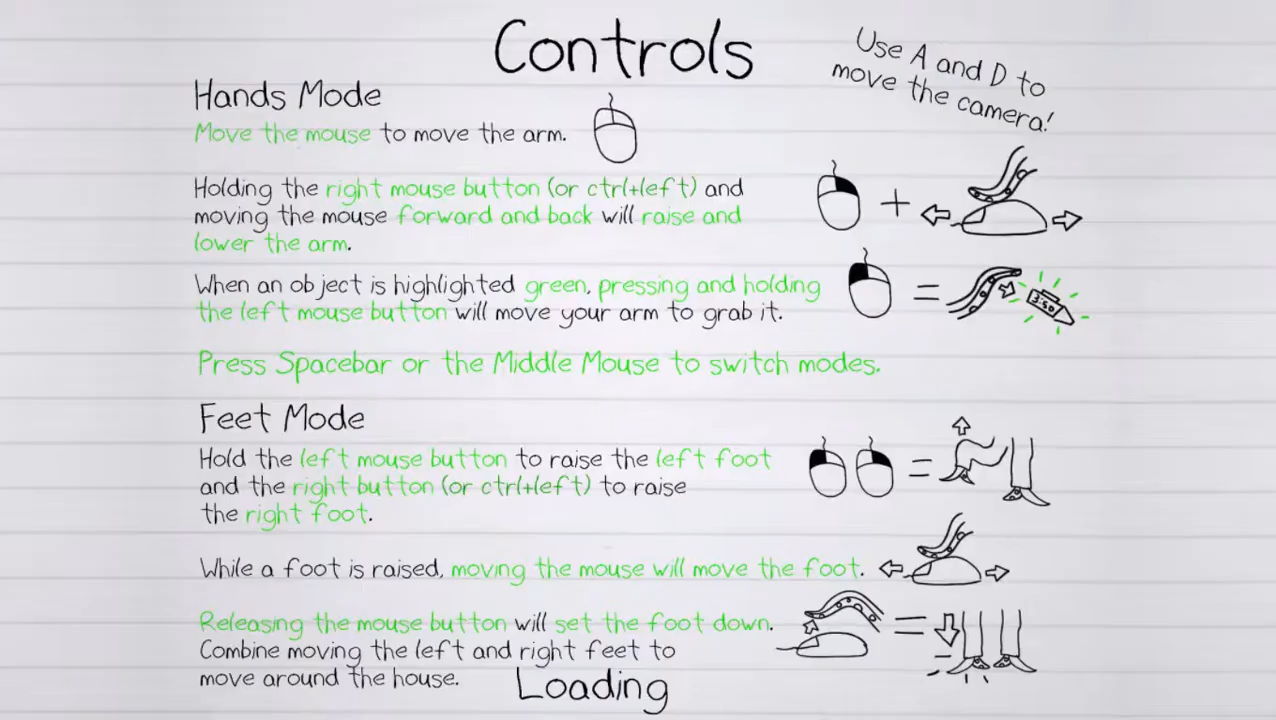 Controls
Use A and D to
move the camera!
Hands Mode
Move the mouse to move the arm.
Holding the right mouse button (or ctrl+left) and
moving the mouse forward and back will raise and
lower the arm.
When an object is highlighted green, pressing and holding
the left mouse button will move your arm to grab it.
3:50
Press Spacebar or the Middle Mouse to switch modes.
Feet Mode
Hold the left mouse button to raise the left foot
and the right button (or ctrl+left) to raise
the right foot.
While a foot is raised, moving the mouse will move the foot.
Releasing the mouse button will set the foot down.
Combine moving the left and right feet to
move around the house.
Loading